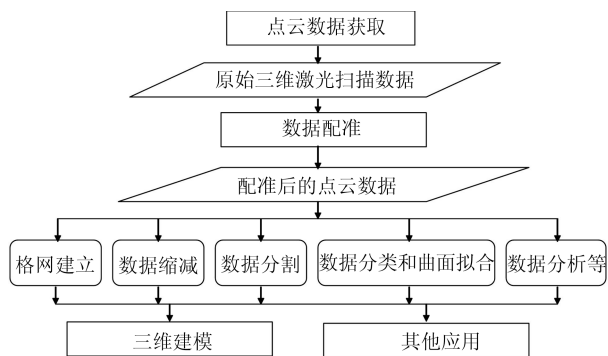 点云数据获取
原始三维激光扫描数据
数据配准
配准后的点云数据
格网建立
数据缩减
数据分割
数据分类和曲面拟合
数据分析等
三维建模
其他应用